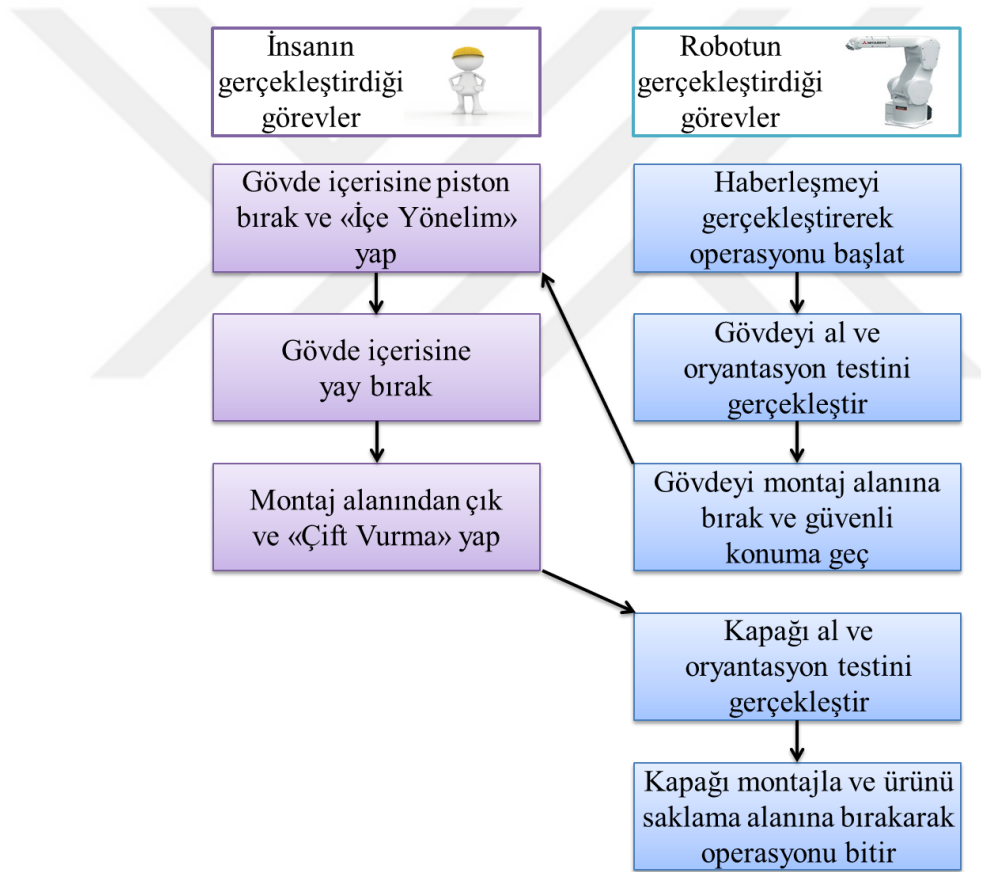 İnsanın
gerçekleştirdiği
görevler
Robotun
gerçekleştirdiği
görevler
Gövde içerisine piston
bırak ve «İçe Yönelim»
yap
Gövde içerisine
yay bırak
Montaj alanından çık
ve «Çift Vurma» yap
Haberleşmeyi
gerçekleştirerek
operasyonu başlat
Gövdeyi al ve
oryantasyon testini
gerçekleştir
Gövdeyi montaj alanına
bırak ve güvenli
konuma geç
Kapağı al ve
oryantasyon testini
gerçekleştir
Kapağı montajla ve ürünü
saklama alanına bırakarak
operasyonu bitir